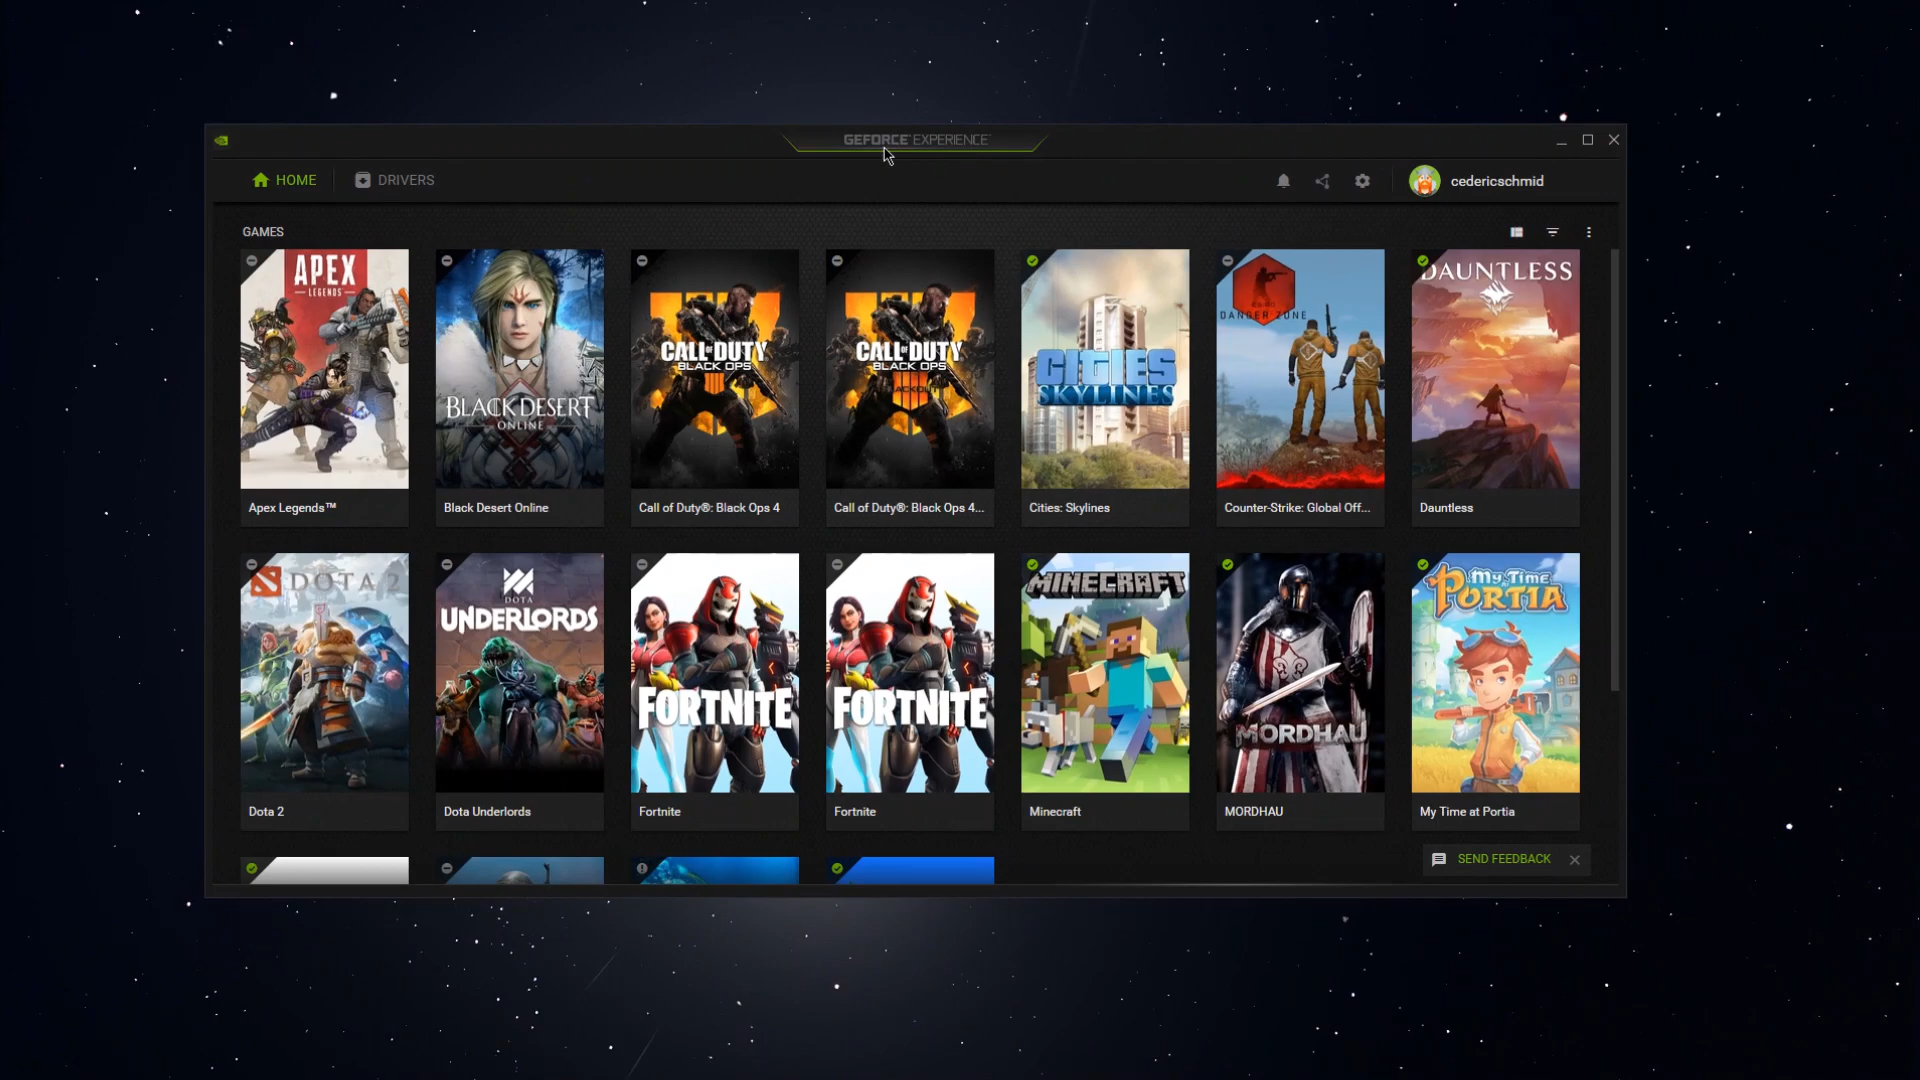 GEFORCE EXPERIENCE
HOME
DRIVERS
cedericschmid
GAMES
APEX
LEGENDS
BLACK DESERT
ONLINE
CALL OF DUTY
BLACK OPS
CALL OF DUTY
BLACK OPS
CITIES
SKYLINES
CS:GO
DANGER ZONE
DAUNTLESS
Apex Legends™
Black Desert Online
Call of Duty®: Black Ops 4
Call of Duty®: Black Ops 4...
Cities: Skylines
Counter-Strike: Global Off...
Dauntless
DOTA 2
DOTA
UNDERLORDS
FORTNITE
FORTNITE
MINECRAFT
MORDHAU
My Time
PORTIA
Dota 2
Dota Underlords
Fortnite
Fortnite
Minecraft
MORDHAU
My Time at Portia
SEND FEEDBACK